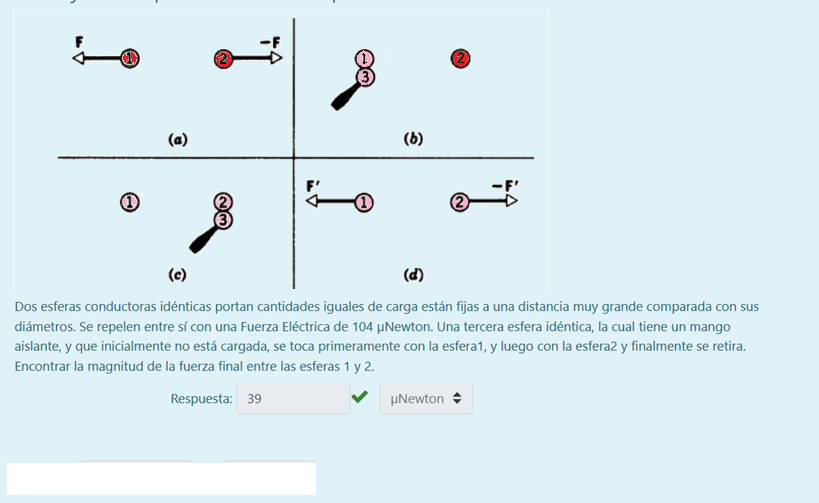 F
1
2
−F
(a)
1
3
2
(b)
1
2
3
(c)
F'
1
2
−F'
(d)
Dos esferas conductoras idénticas portan cantidades iguales de carga están fijas a una distancia muy grande comparada con sus
diámetros. Se repelen entre sí con una Fuerza Eléctrica de 104 µNewton. Una tercera esfera idéntica, la cual tiene un mango
aislante, y que inicialmente no está cargada, se toca primeramente con la esfera1, y luego con la esfera2 y finalmente se retira.
Encontrar la magnitud de la fuerza final entre las esferas 1 y 2.
Respuesta: 39 µNewton